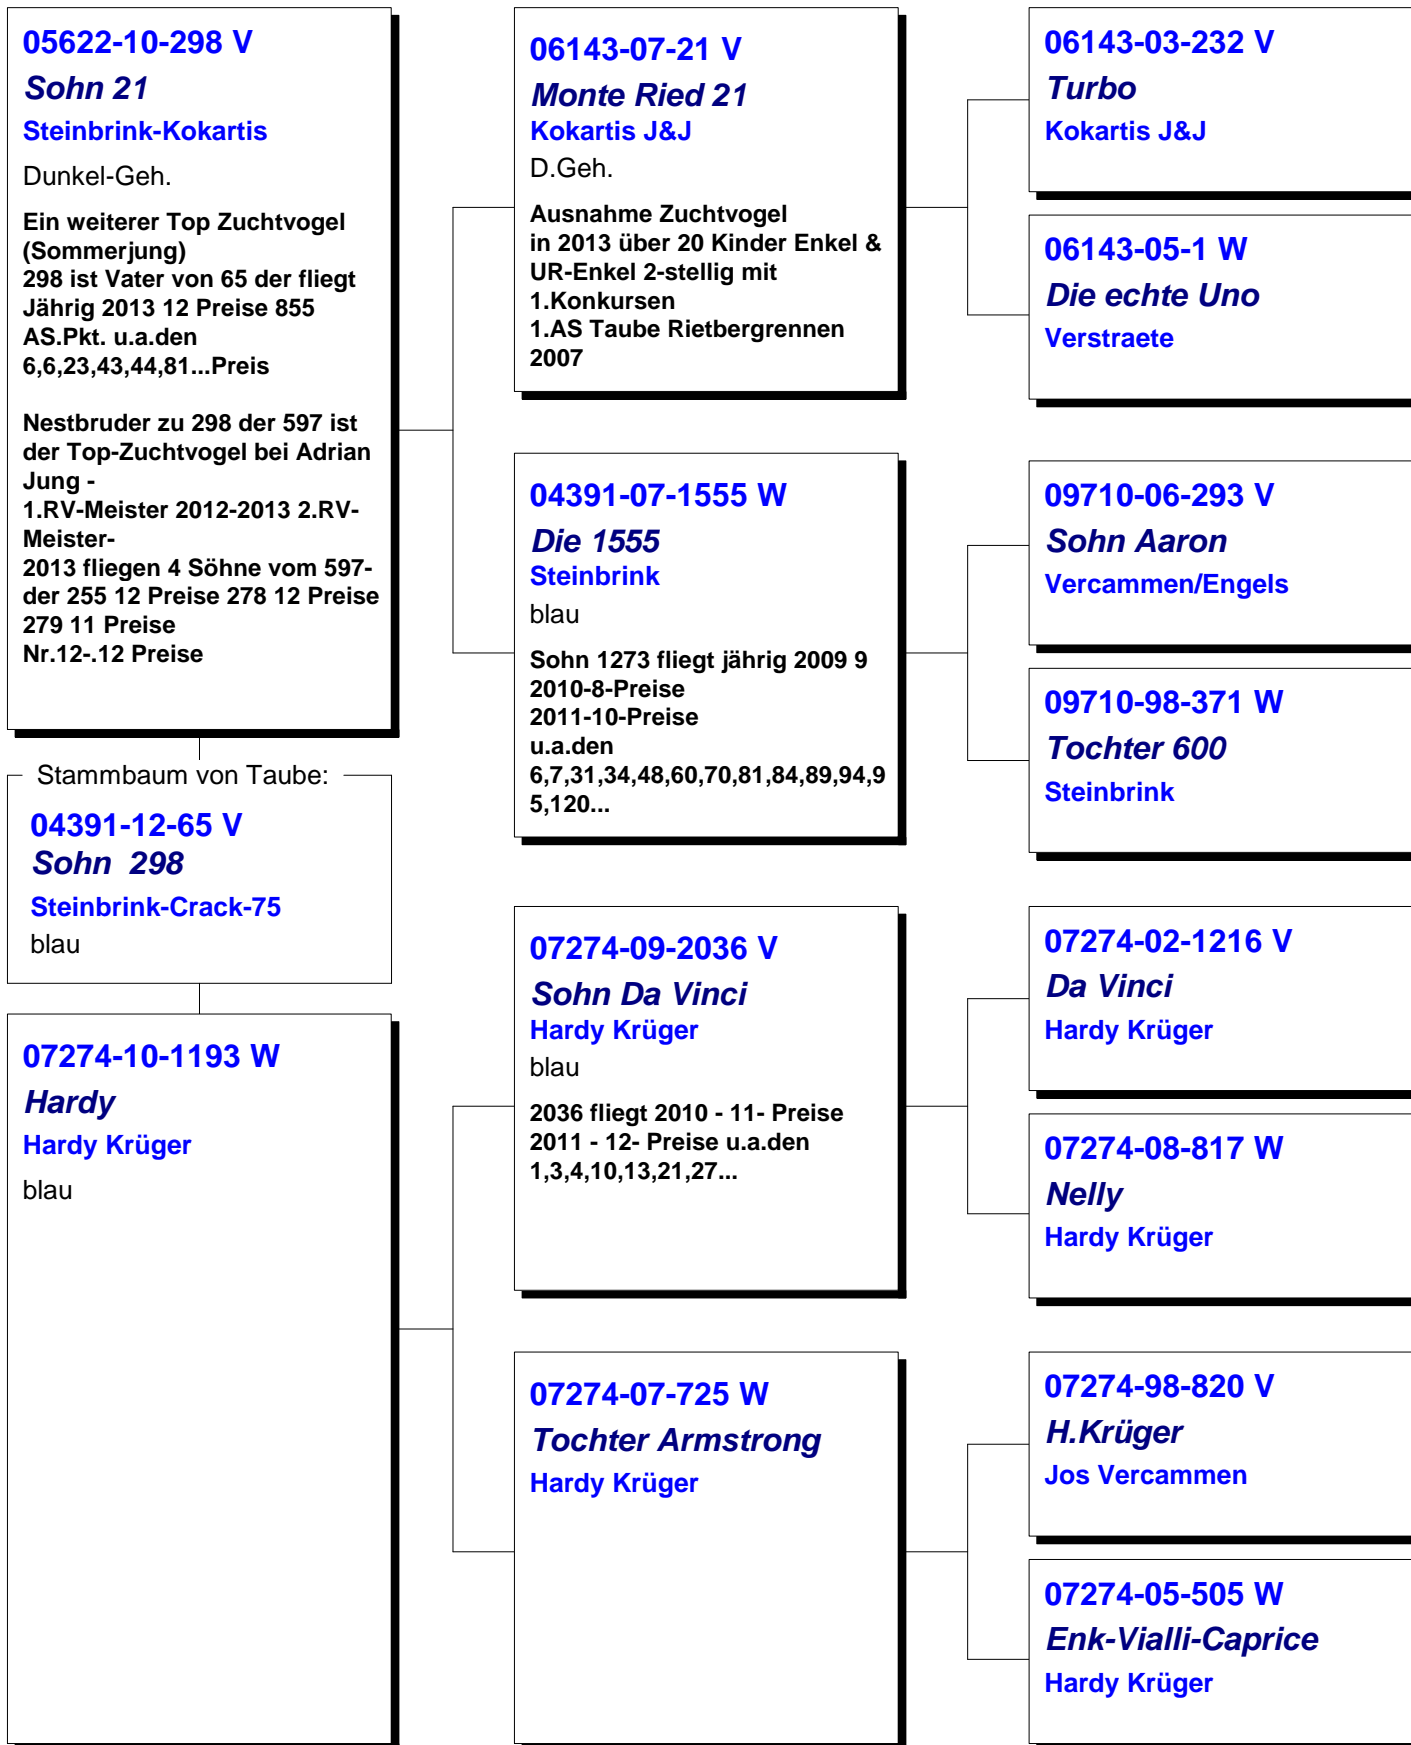 05622-10-298 V
Sohn 21
Steinbrink-Kokartis
Dunkel-Geh.
Ein weiterer Top Zuchtvogel
(Sommerjung)
298 ist Vater von 65 der fliegt
Jährig 2013 12 Preise 855
AS.Pkt. u.a.den
6,6,23,43,44,81...Preis
Nestbruder zu 298 der 597 ist
der Top-Zuchtvogel bei Adrian
Jung -
1.RV-Meister 2012-2013 2.RV-
Meister-
2013 fliegen 4 Söhne vom 597-
der 255 12 Preise 278 12 Preise
279 11 Preise
Nr.12-.12 Preise
Stammbaum von Taube:
04391-12-65 V
Sohn 298
Steinbrink-Crack-75
blau
07274-10-1193 W
Hardy
Hardy Krüger
blau
06143-07-21 V
Monte Ried 21
Kokartis J&J
D.Geh.
Ausnahme Zuchtvogel
in 2013 über 20 Kinder Enkel &
UR-Enkel 2-stellig mit
1.Konkursen
1.AS Taube Rietbergrennen
2007
04391-07-1555 W
Die 1555
Steinbrink
blau
Sohn 1273 fliegt jährig 2009 9
2010-8-Preise
2011-10-Preise
u.a.den
6,7,31,34,48,60,70,81,84,89,94,9
5,120...
07274-09-2036 V
Sohn Da Vinci
Hardy Krüger
blau
2036 fliegt 2010 - 11- Preise
2011 - 12- Preise u.a.den
1,3,4,10,13,21,27...
07274-07-725 W
Tochter Armstrong
Hardy Krüger
06143-03-232 V
Turbo
Kokartis J&J
06143-05-1 W
Die echte Uno
Verstraete
09710-06-293 V
Sohn Aaron
Vercammen/Engels
09710-98-371 W
Tochter 600
Steinbrink
07274-02-1216 V
Da Vinci
Hardy Krüger
07274-08-817 W
Nelly
Hardy Krüger
07274-98-820 V
H.Krüger
Jos Vercammen
07274-05-505 W
Enk-Vialli-Caprice
Hardy Krüger